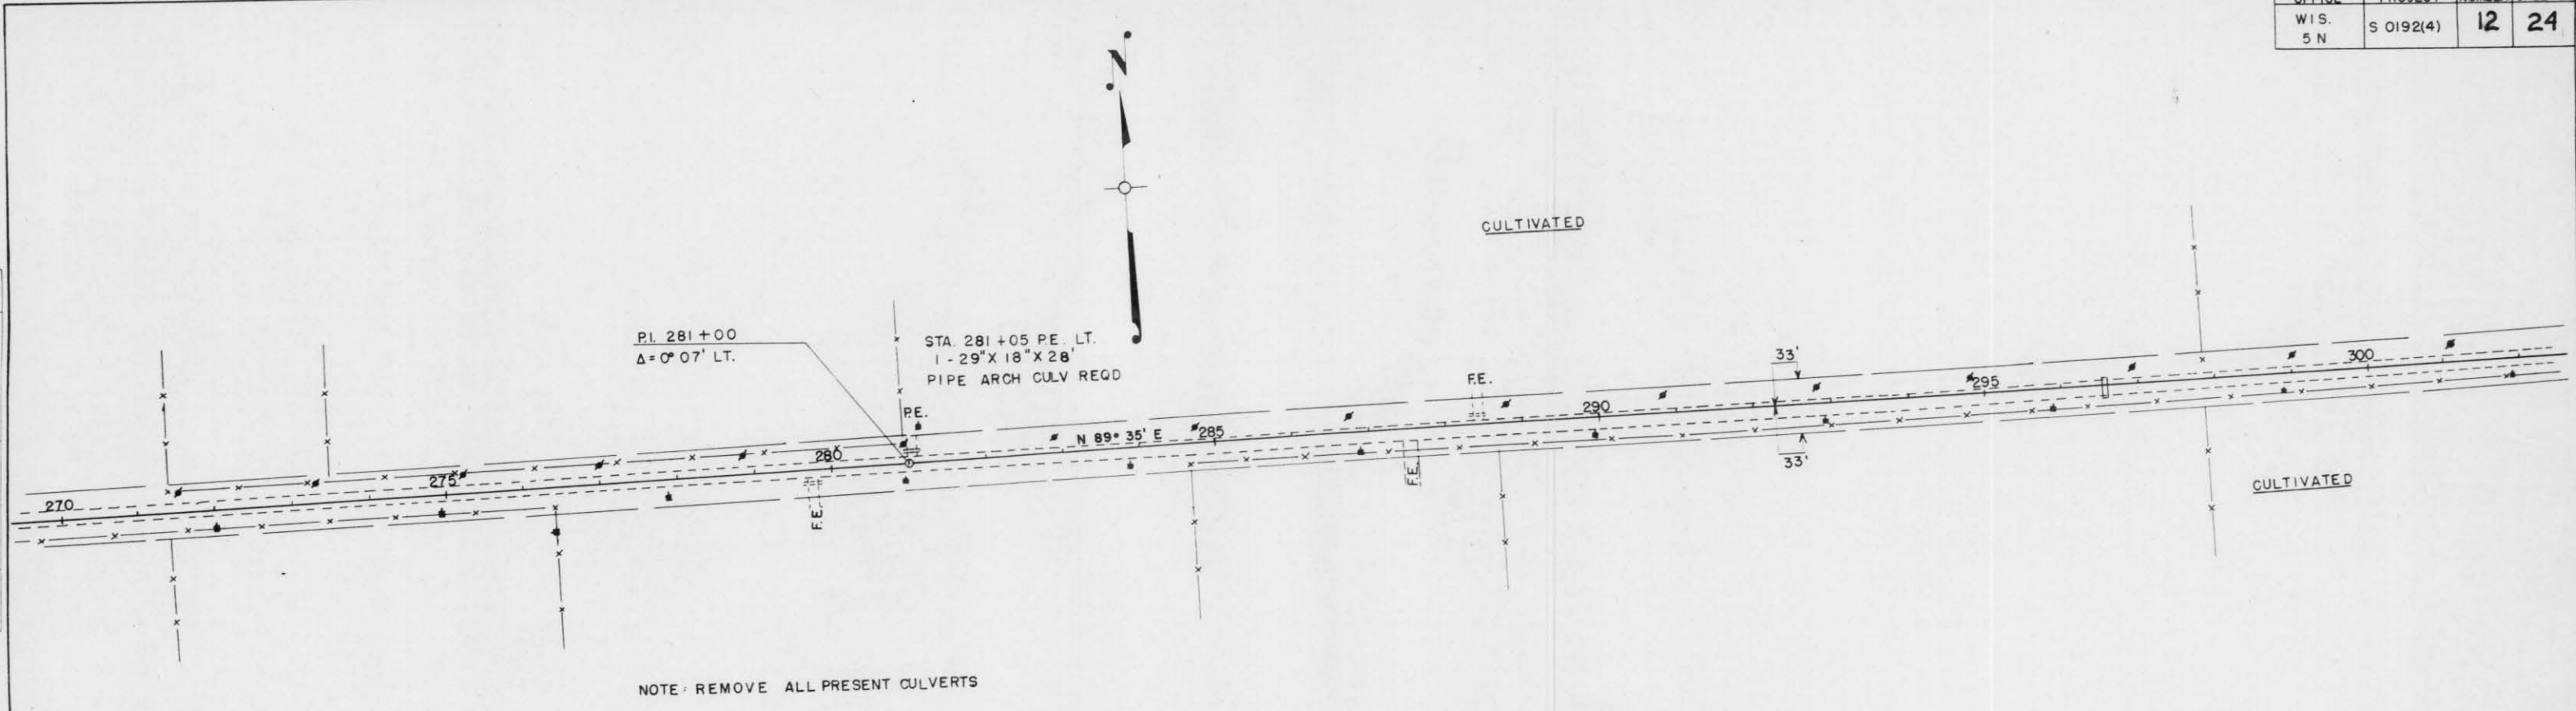 WIS.
5 N
S 0192(4)
12
24
N
CULTIVATED
P.I. 281+00
Δ = 0° 07' LT.
STA. 281+05 P.E. LT.
1 - 29" X 18" X 28'
PIPE ARCH CULV REQD
33'
F.E.
P.E.
300
295
290
N 89° 35' E
285
280
275
270
33'
F.E.
F.E.
CULTIVATED
NOTE: REMOVE ALL PRESENT CULVERTS